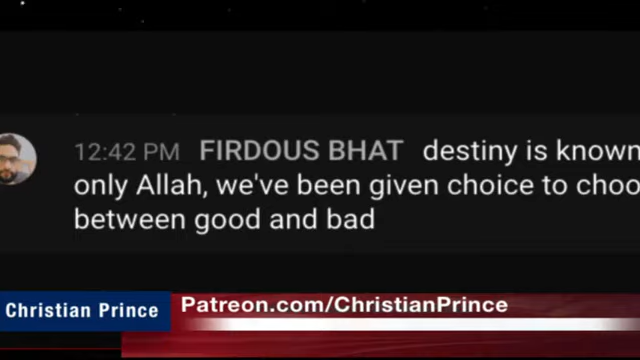 12:42 PM FIRDOUS BHAT destiny is known
only Allah, we've been given choice to choo
between good and bad
Christian Prince
Patreon.com/ChristianPrince